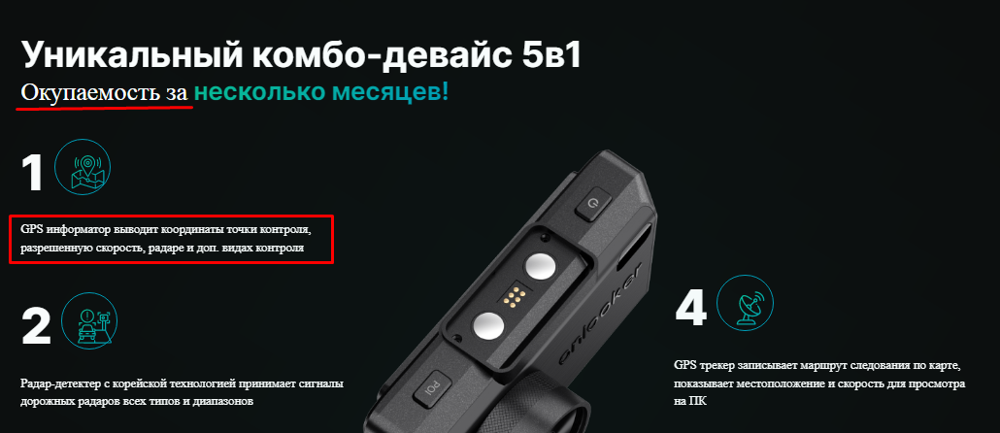 Уникальный комбо-девайс 5в1
Окупаемость за несколько месяцев!
1
GPS информатор выводит координаты точки контроля,
разрешенную скорость, радаре и доп. видах контроля
2
Радар-детектер с корейской технологией принимает сигналы
дорожных радаров всех типов и диапазонов
onlooker
POI
4
GPS трекер записывает маршрут следования по карте,
показывает местоположение и скорость для просмотра
на ПК